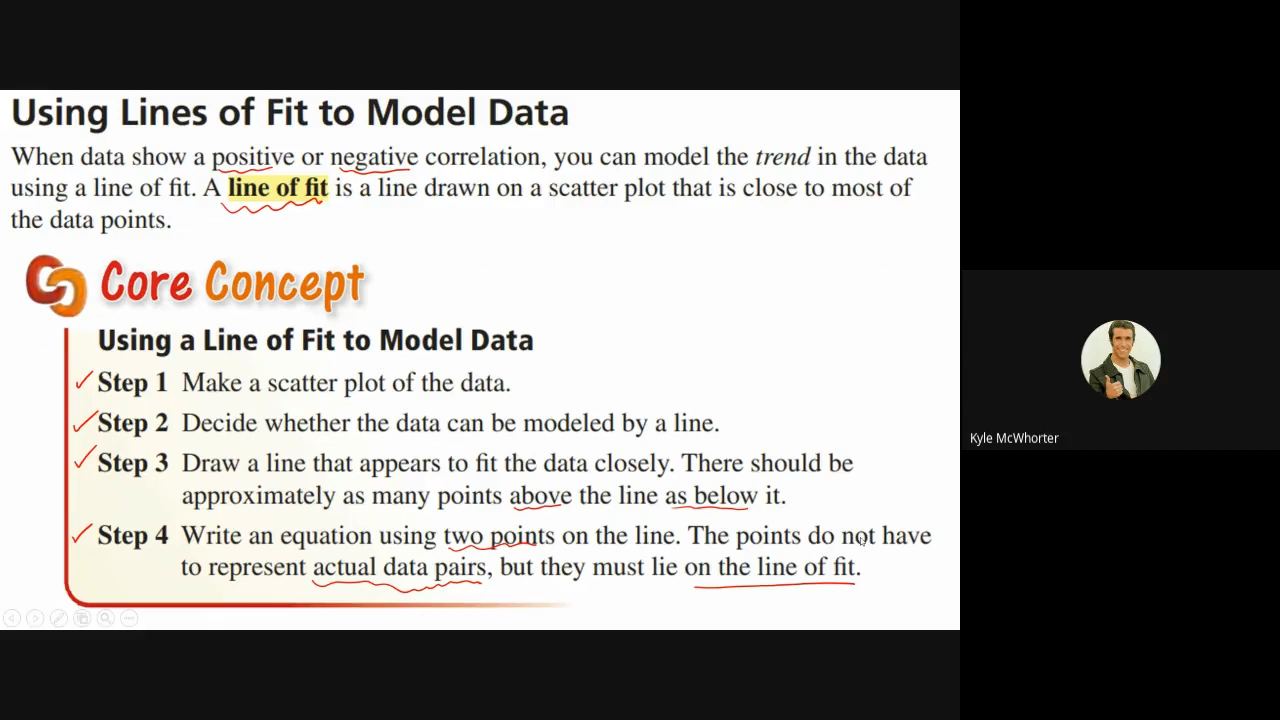 Using Lines of Fit to Model Data
When data show a positive or negative correlation, you can model the trend in the data
using a line of fit. A line of fit is a line drawn on a scatter plot that is close to most of
the data points.
Core Concept
Using a Line of Fit to Model Data
Step 1 Make a scatter plot of the data.
Step 2 Decide whether the data can be modeled by a line.
Step 3 Draw a line that appears to fit the data closely. There should be
approximately as many points above the line as below it.
Step 4 Write an equation using two points on the line. The points do not have
to represent actual data pairs, but they must lie on the line of fit.
Kyle McWhorter